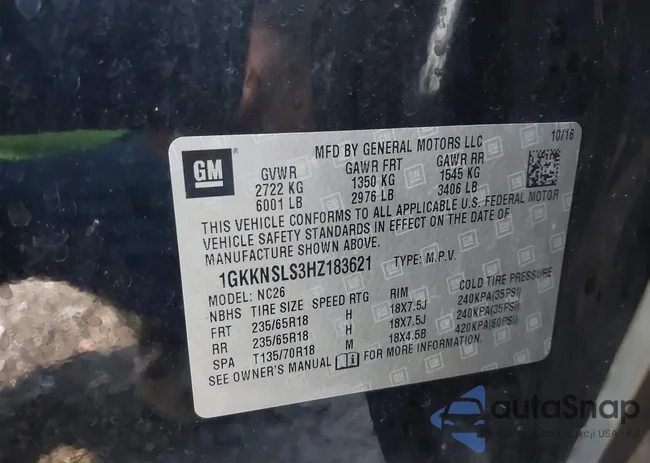 MFD BY GENERAL MOTORS LLC 10/16
GM
GVWR GAWR FRT GAWR RR
2722 KG 1350 KG 1545 KG
6001 LB 2976 LB 3406 LB
THIS VEHICLE CONFORMS TO ALL APPLICABLE U.S. FEDERAL MOTOR
VEHICLE SAFETY STANDARDS IN EFFECT ON THE DATE OF
MANUFACTURE SHOWN ABOVE.
1GKKNSLS3HZ183621 TYPE: M.P.V.
MODEL: NC26
NBHS TIRE SIZE SPEED RTG RIM COLD TIRE PRESSURE
FRT 235/65R18 H 18X7.5J 240KPA(35PSI)
RR 235/65R18 H 18X7.5J 240KPA(35PSI)
SPA T135/70R18 M 18X4.5B 420KPA(60PSI)
SEE OWNER'S MANUAL FOR MORE INFORMATION.
autoSnap
USA
EU